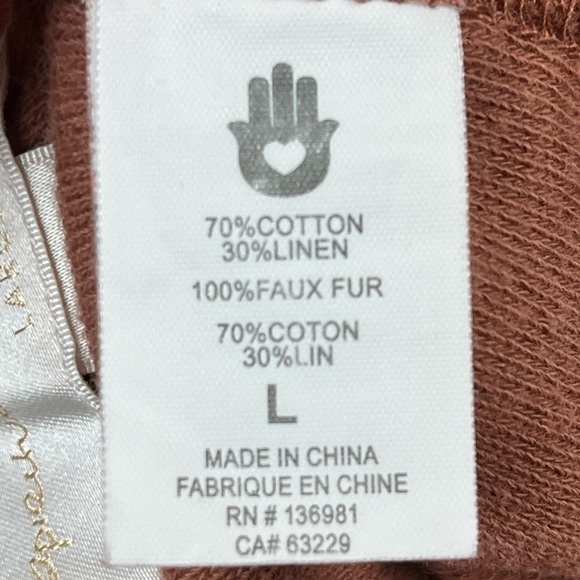 70%COTTON
30%LINEN
100%FAUX FUR
70%COTON
30%LIN
L
MADE IN CHINA
FABRIQUE EN CHINE
RN # 136981
CA# 63229